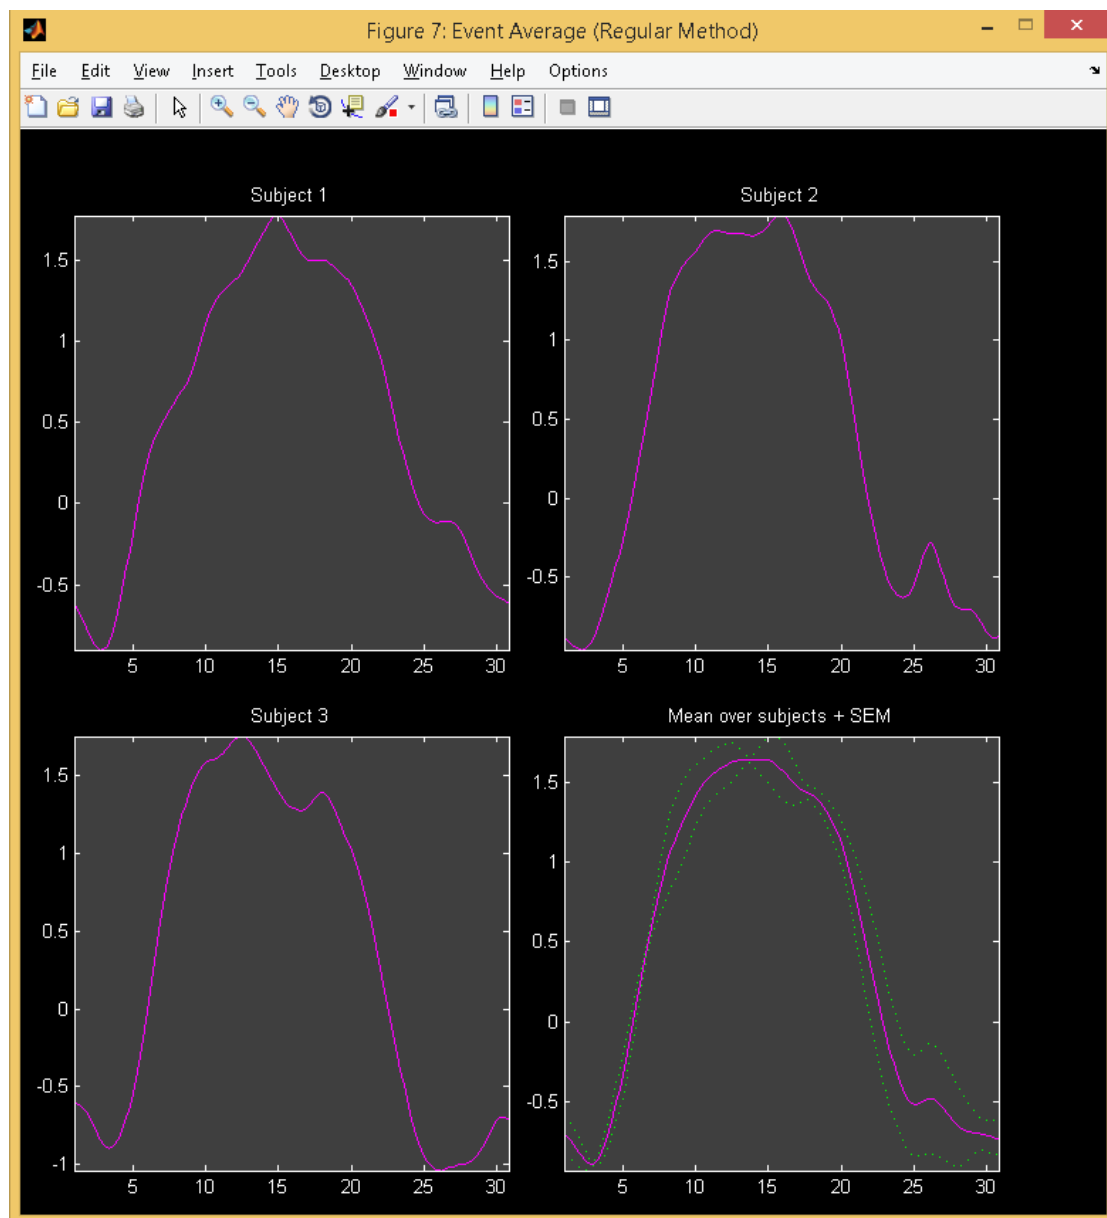 Figure 7: Event Average (Regular Method)
File Edit View Insert Tools Desktop Window Help Options
Subject 1
1.5
1
0.5
0
-0.5
5 10 15 20 25 30
Subject 2
1.5
1
0.5
0
-0.5
5 10 15 20 25 30
Subject 3
1.5
1
0.5
0
-0.5
-1
5 10 15 20 25 30
Mean over subjects + SEM
1.5
1
0.5
0
-0.5
5 10 15 20 25 30